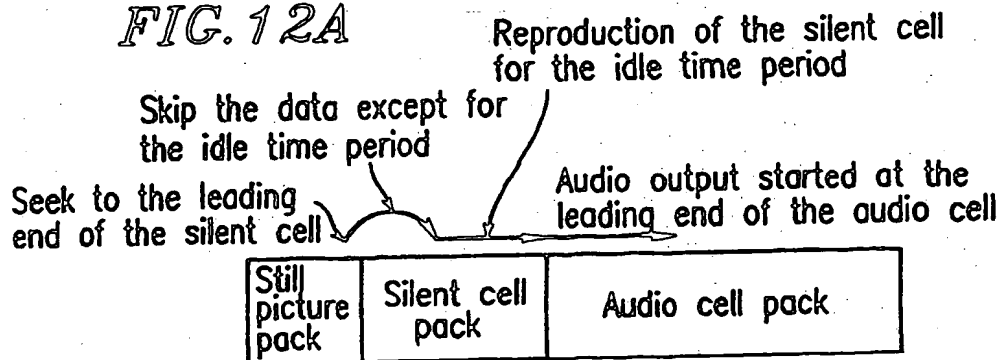 FIG. 12A
Reproduction of the silent cell
for the idle time period
Skip the data except for
the idle time period
Seek to the leading
end of the silent cell
Audio output started at the
leading end of the audio cell
Still
picture
pack
Silent cell
pack
Audio cell pack